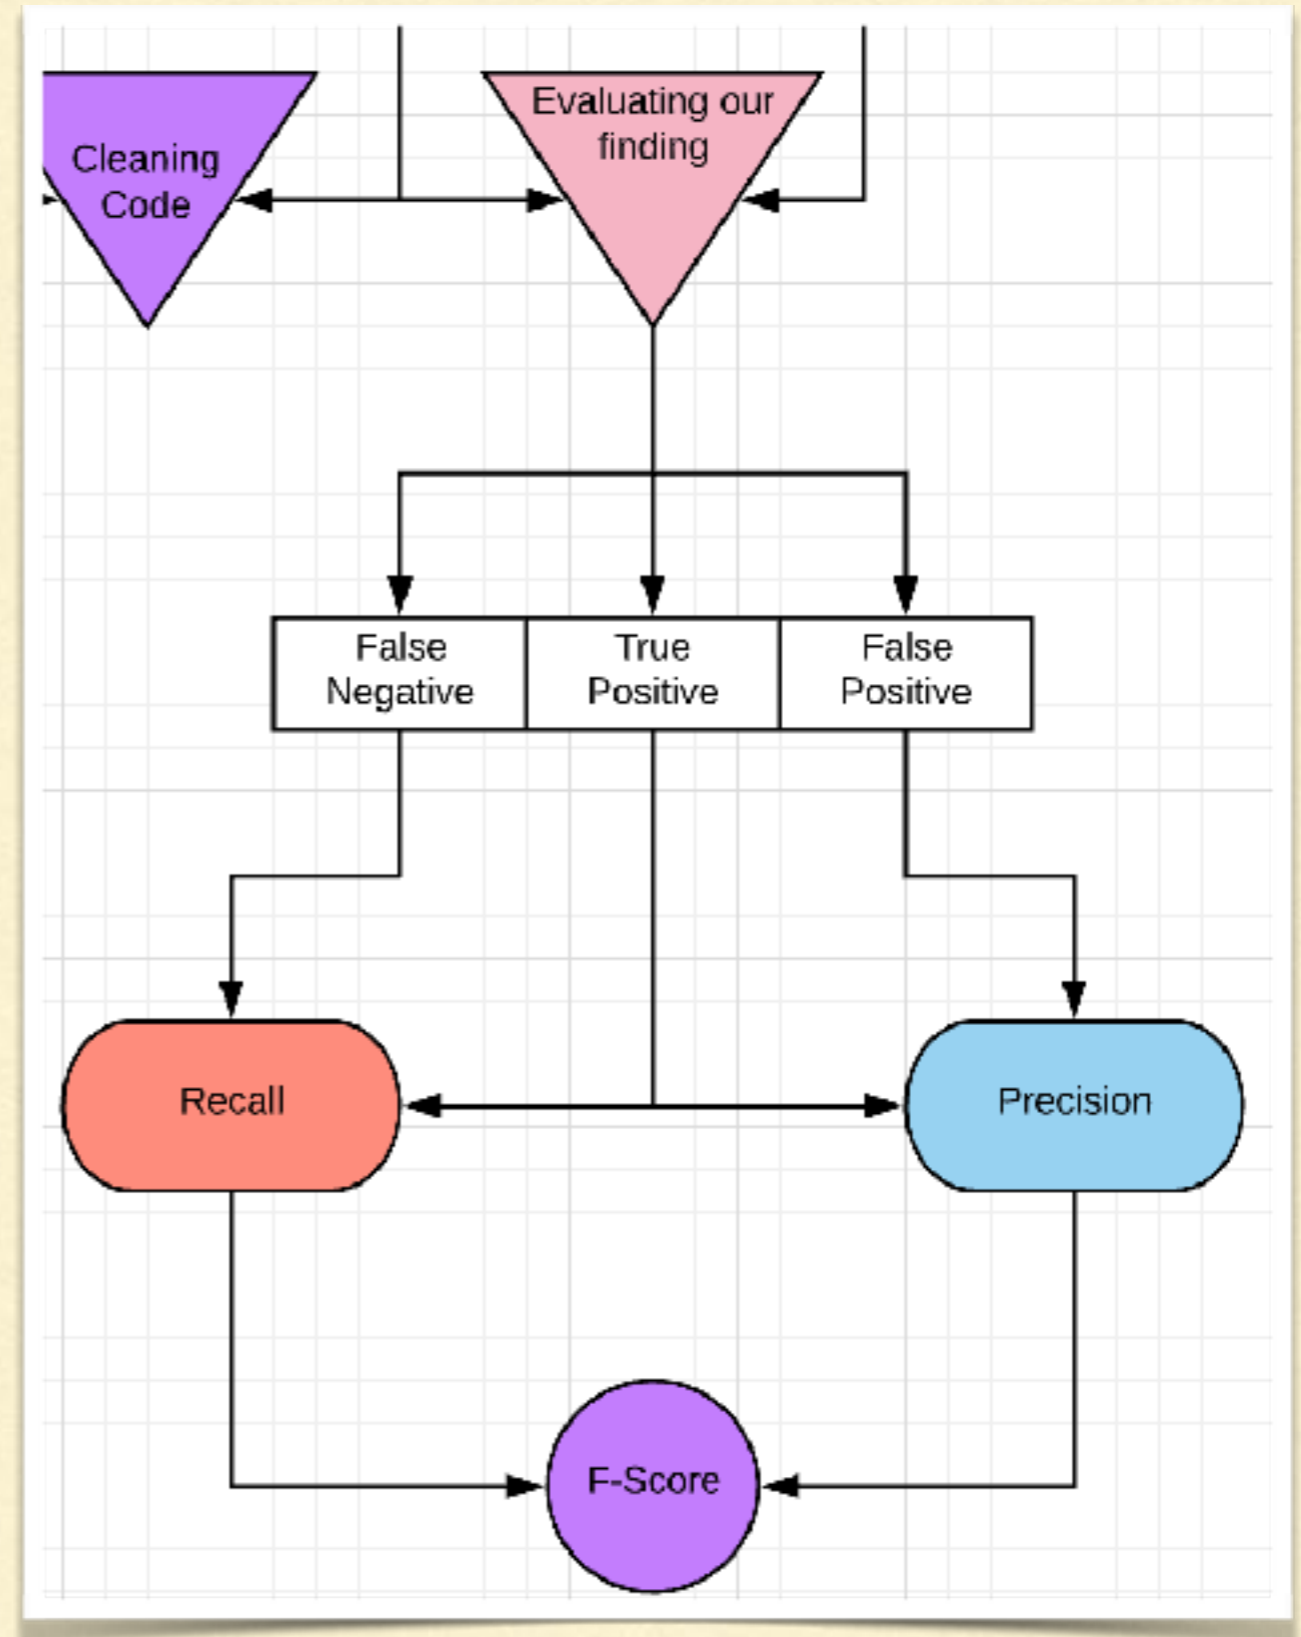 Cleaning
Code
Evaluating our
finding
False
Negative
True
Positive
False
Positive
Recall
Precision
F-Score